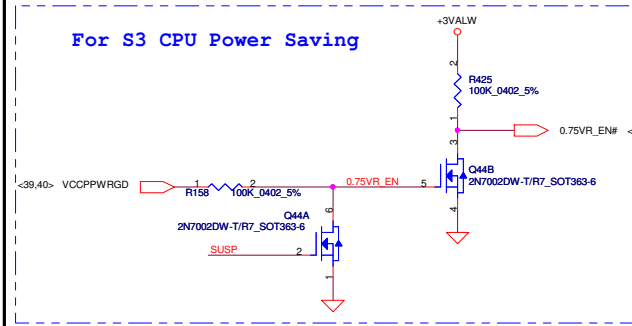 For S3 CPU Power Saving
+3VALW
2
R425
100K_0402_5%
1
0.75VR_EN#
<
3
<39,40> VCCPPWRGD
1
2
R158
100K_0402_5%
0.75VR_EN
5
Q44B
2N7002DW-T/R7_SOT363-6
4
6
Q44A
2N7002DW-T/R7_SOT363-6
SUSP
2
1